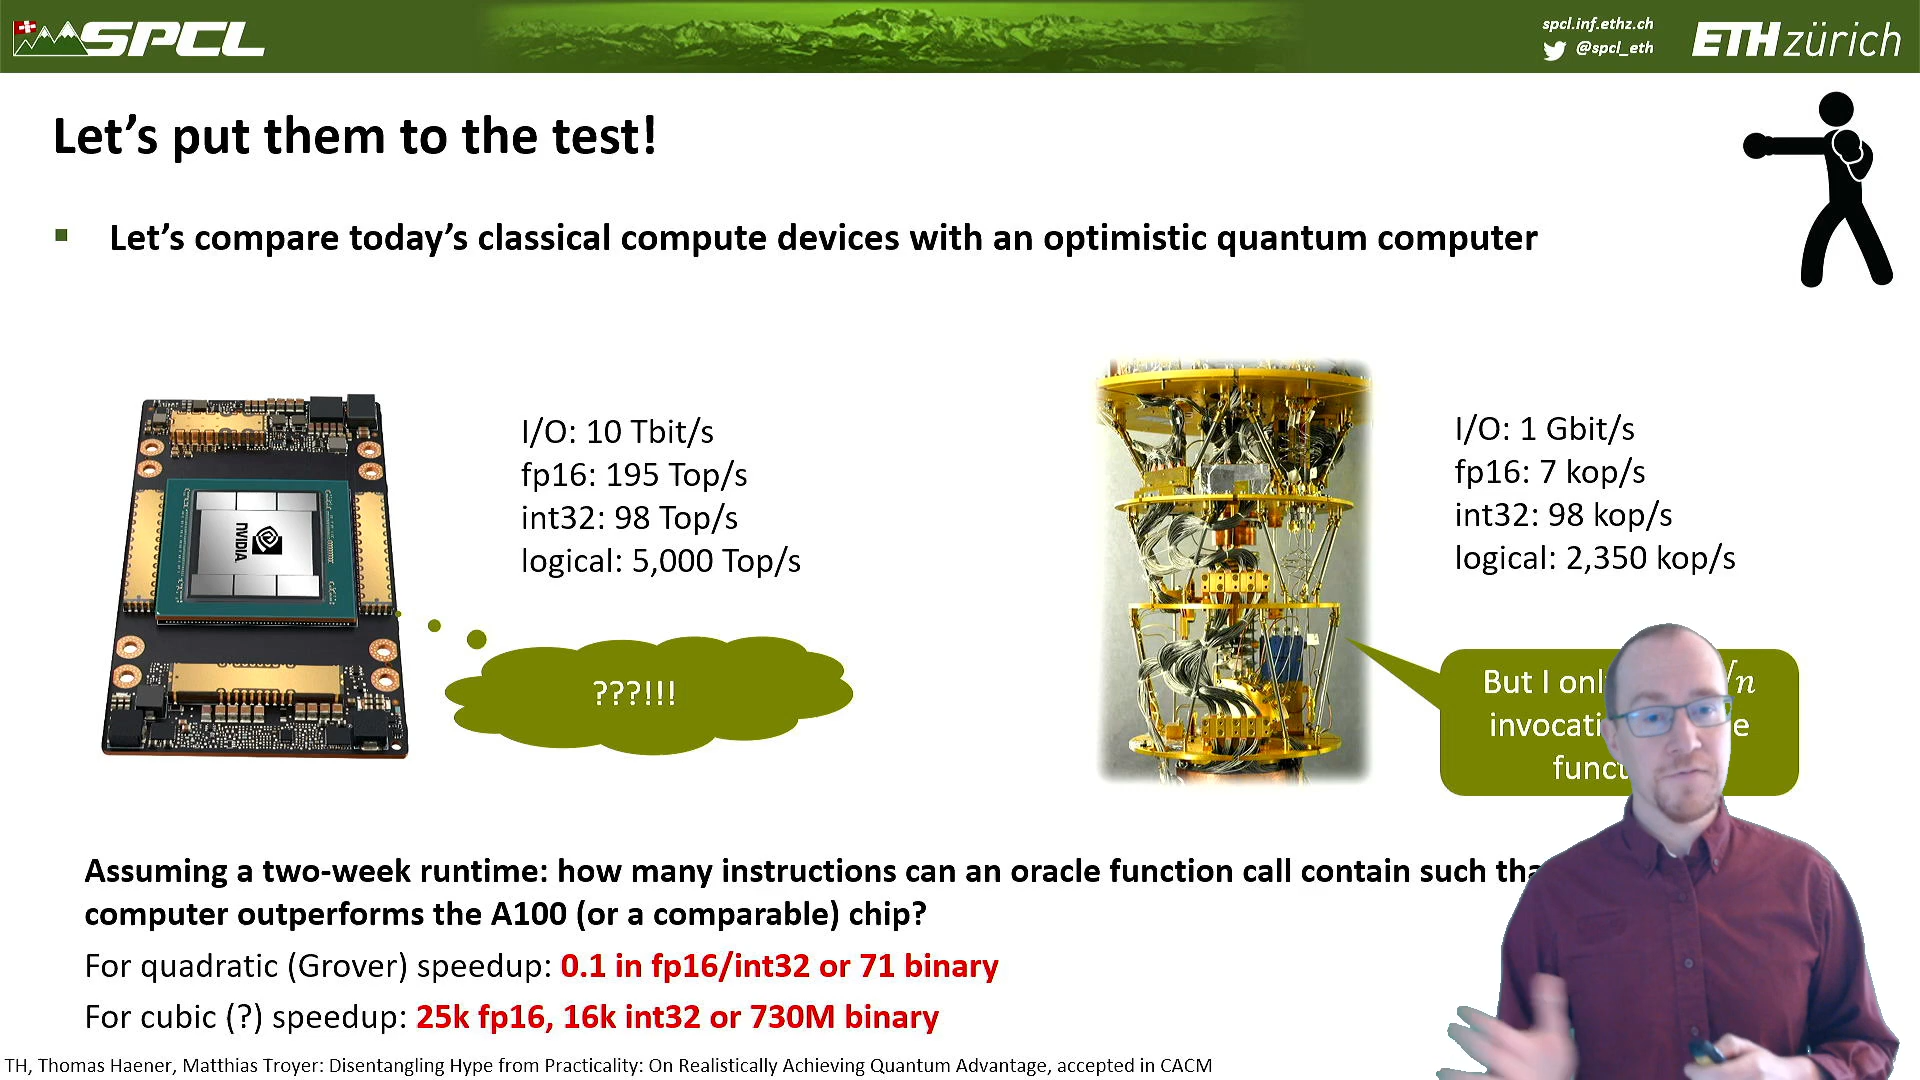 SPCL
spcl.inf.ethz.ch
@spcl_eth
ETH zürich
Let's put them to the test!
Let's compare today's classical compute devices with an optimistic quantum computer
I/O: 10 Tbit/s
fp16: 195 Top/s
int32: 98 Top/s
logical: 5,000 Top/s
NVIDIA
???!!!
I/O: 1 Gbit/s
fp16: 7 kop/s
int32: 98 kop/s
logical: 2,350 kop/s
But I
Assuming a two-week runtime: how many instructions can an oracle function call contain such
computer outperforms the A100 (or a comparable) chip?
For quadratic (Grover) speedup: 0.1 in fp16/int32 or 71 binary
For cubic (?) speedup: 25k fp16, 16k int32 or 730M binary
TH, Thomas Haener, Matthias Troyer: Disentangling Hype from Practicality: On Realistically Achieving Quantum Advantage, accepted in CACM